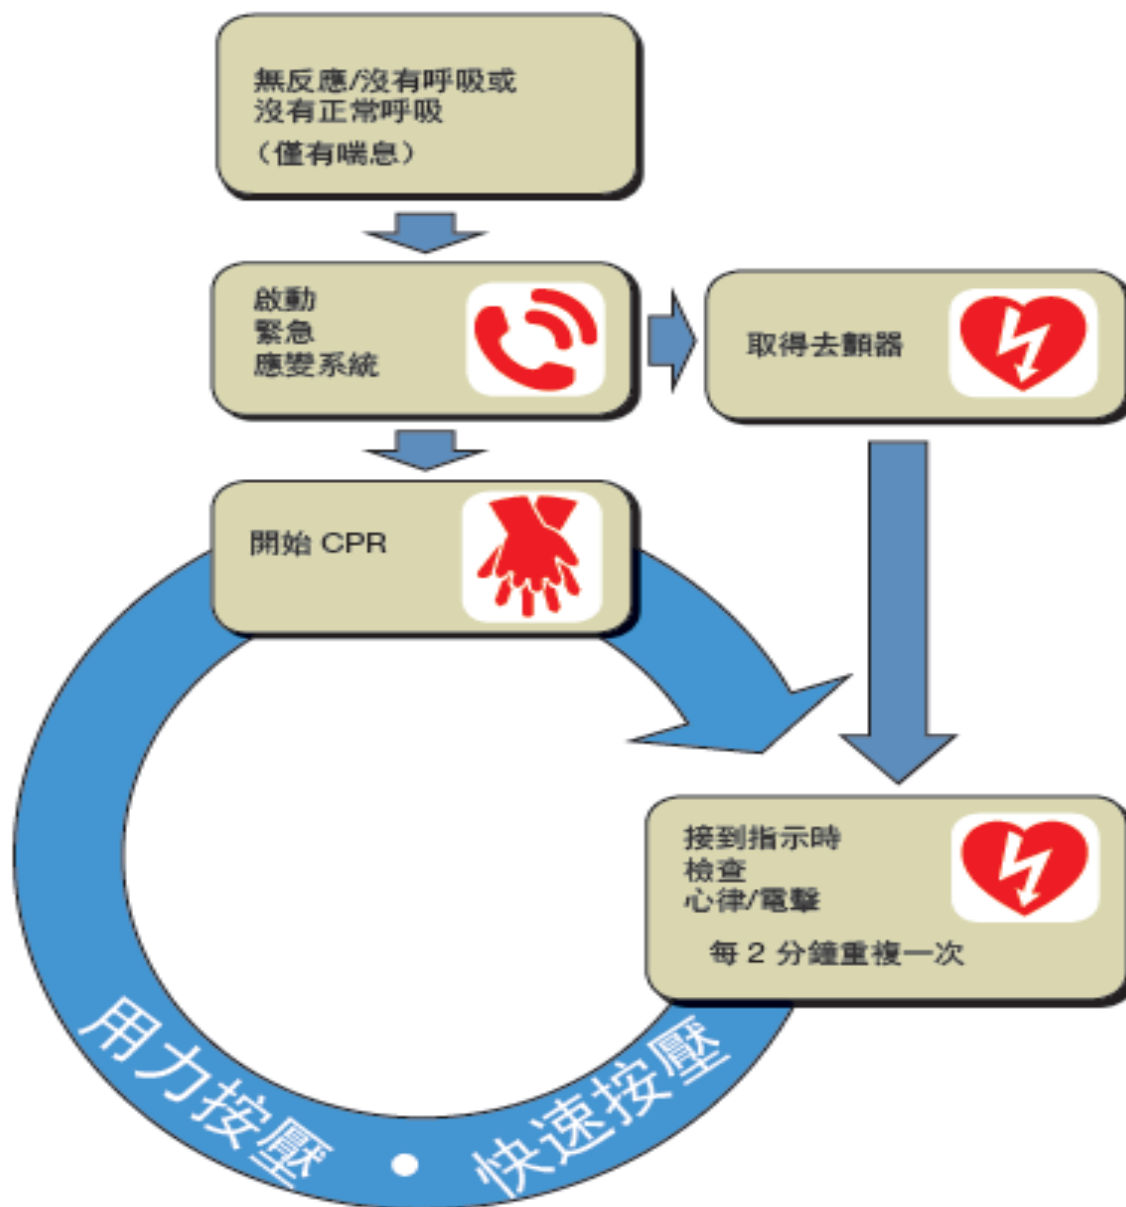 無反應/沒有呼吸或
沒有正常呼吸
（僅有喘息）
啟動
緊急
應變系統
取得去顫器
開始 CPR
接到指示時
檢查
心律/電擊
每 2 分鐘重複一次
用力按壓 • 快速按壓